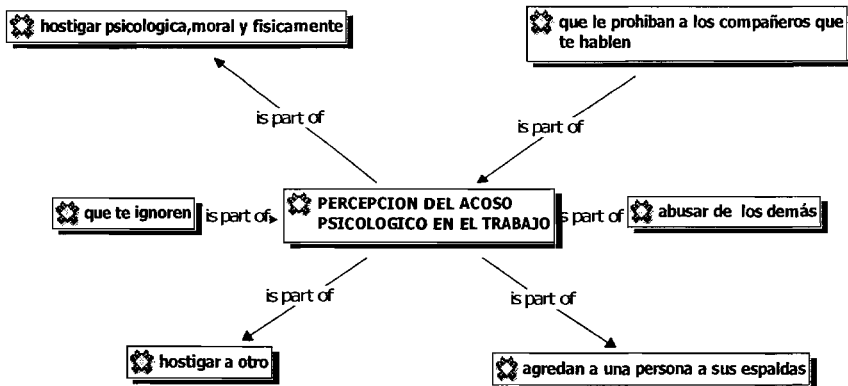 hostigar psicologica,moral y fisicamente
que le prohiban a los compañeros que
te hablen
is part of
is part of
que te ignoren
is part of
PERCEPCION DEL ACOSO
PSICOLOGICO EN EL TRABAJO
is part of
abusar de los demás
is part of
is part of
hostigar a otro
agredan a una persona a sus espaldas